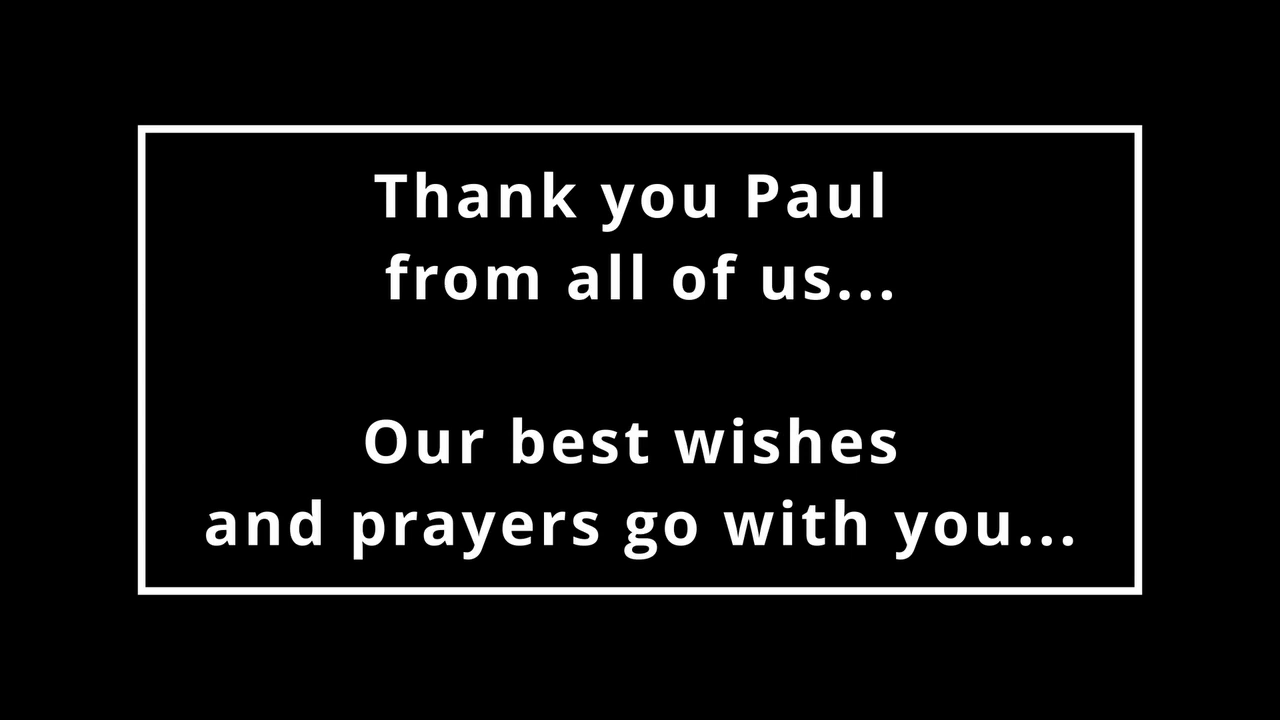 Thank you Paul
from all of us...
Our best wishes
and prayers go with you...